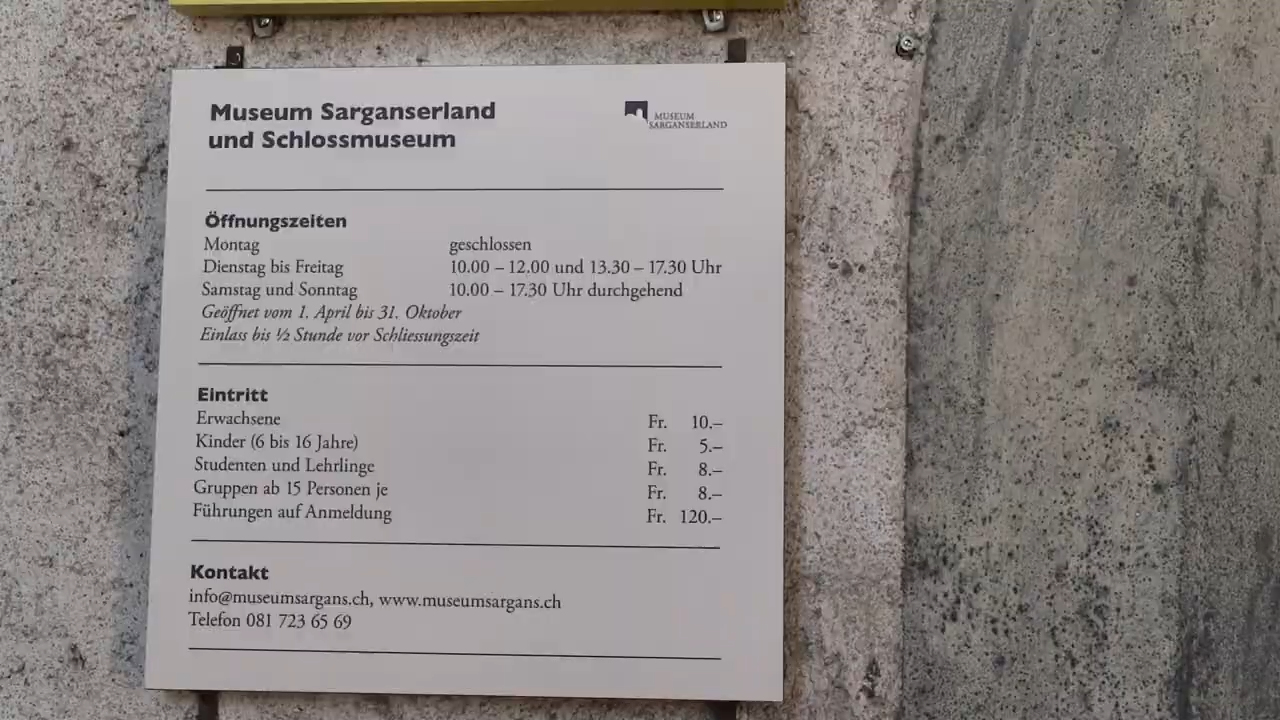 Museum Sarganserland
und Schlossmuseum
MUSEUM
SARGANSERLAND
Öffnungszeiten
Montag geschlossen
Dienstag bis Freitag 10.00 – 12.00 und 13.30 – 17.30 Uhr
Samstag und Sonntag 10.00 – 17.30 Uhr durchgehend
Geöffnet vom 1. April bis 31. Oktober
Einlass bis ½ Stunde vor Schliessungszeit
Eintritt
Erwachsene Fr. 10.–
Kinder (6 bis 16 Jahre) Fr. 5.–
Studenten und Lehrlinge Fr. 8.–
Gruppen ab 15 Personen je Fr. 8.–
Führungen auf Anmeldung Fr. 120.–
Kontakt
info@museumsargans.ch, www.museumsargans.ch
Telefon 081 723 65 69